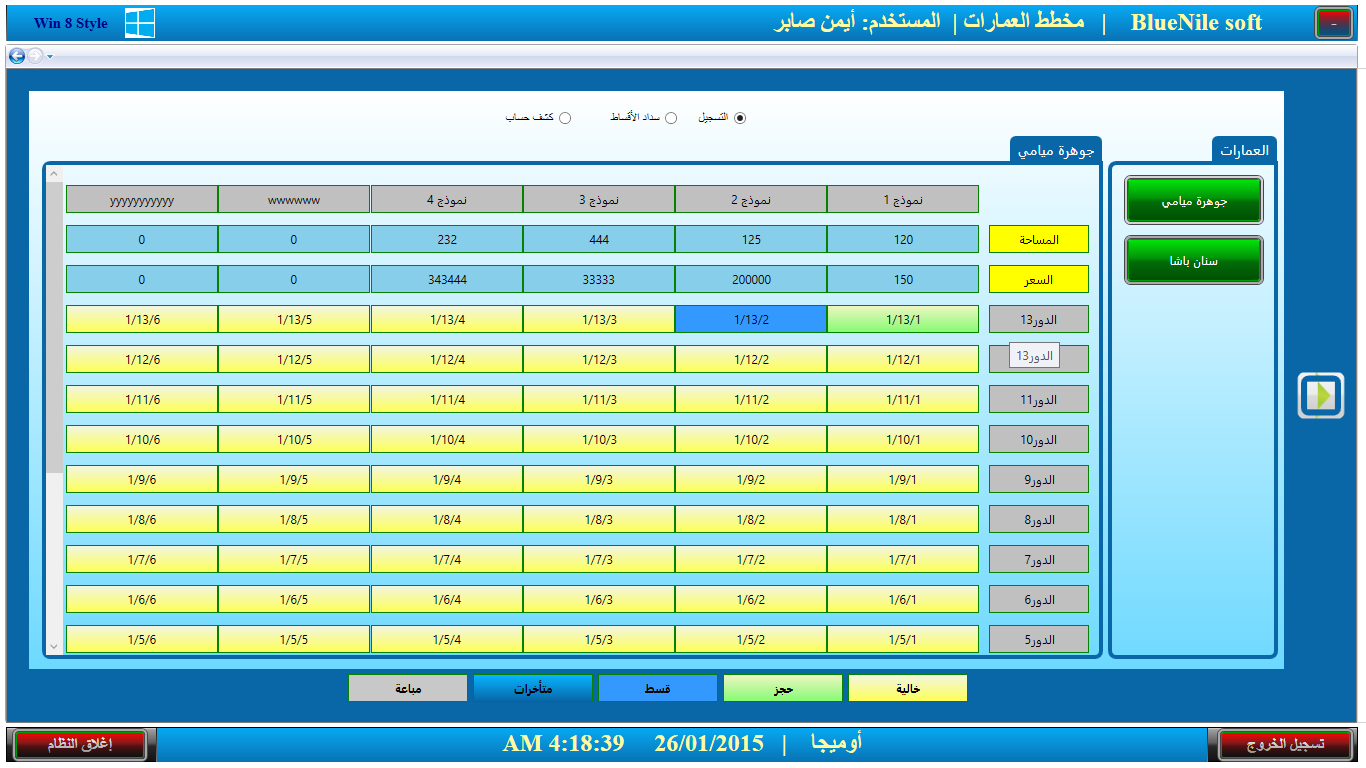 BlueNile soft | مخطط العمارات | المستخدم: أيمن صابر
Win 8 Style
-
التسجيل سداد الأقساط كشف حساب
العمارات
جوهرة ميامي
سنان باشا
جوهرة ميامي
نموذج 1 نموذج 2 نموذج 3 نموذج 4 wwwwww yyyyyyyyyyy
المساحة 120 125 444 232 0 0
السعر 150 200000 33333 343444 0 0
الدور13 1/13/1 1/13/2 1/13/3 1/13/4 1/13/5 1/13/6
الدور13 1/12/1 1/12/2 1/12/3 1/12/4 1/12/5 1/12/6
الدور11 1/11/1 1/11/2 1/11/3 1/11/4 1/11/5 1/11/6
الدور10 1/10/1 1/10/2 1/10/3 1/10/4 1/10/5 1/10/6
الدور9 1/9/1 1/9/2 1/9/3 1/9/4 1/9/5 1/9/6
الدور8 1/8/1 1/8/2 1/8/3 1/8/4 1/8/5 1/8/6
الدور7 1/7/1 1/7/2 1/7/3 1/7/4 1/7/5 1/7/6
الدور6 1/6/1 1/6/2 1/6/3 1/6/4 1/6/5 1/6/6
الدور5 1/5/1 1/5/2 1/5/3 1/5/4 1/5/5 1/5/6
خالية حجز قسط متأخرات مباعة
تسجيل الخروج
أوميجا | 26/01/2015 AM 4:18:39
إغلاق النظام